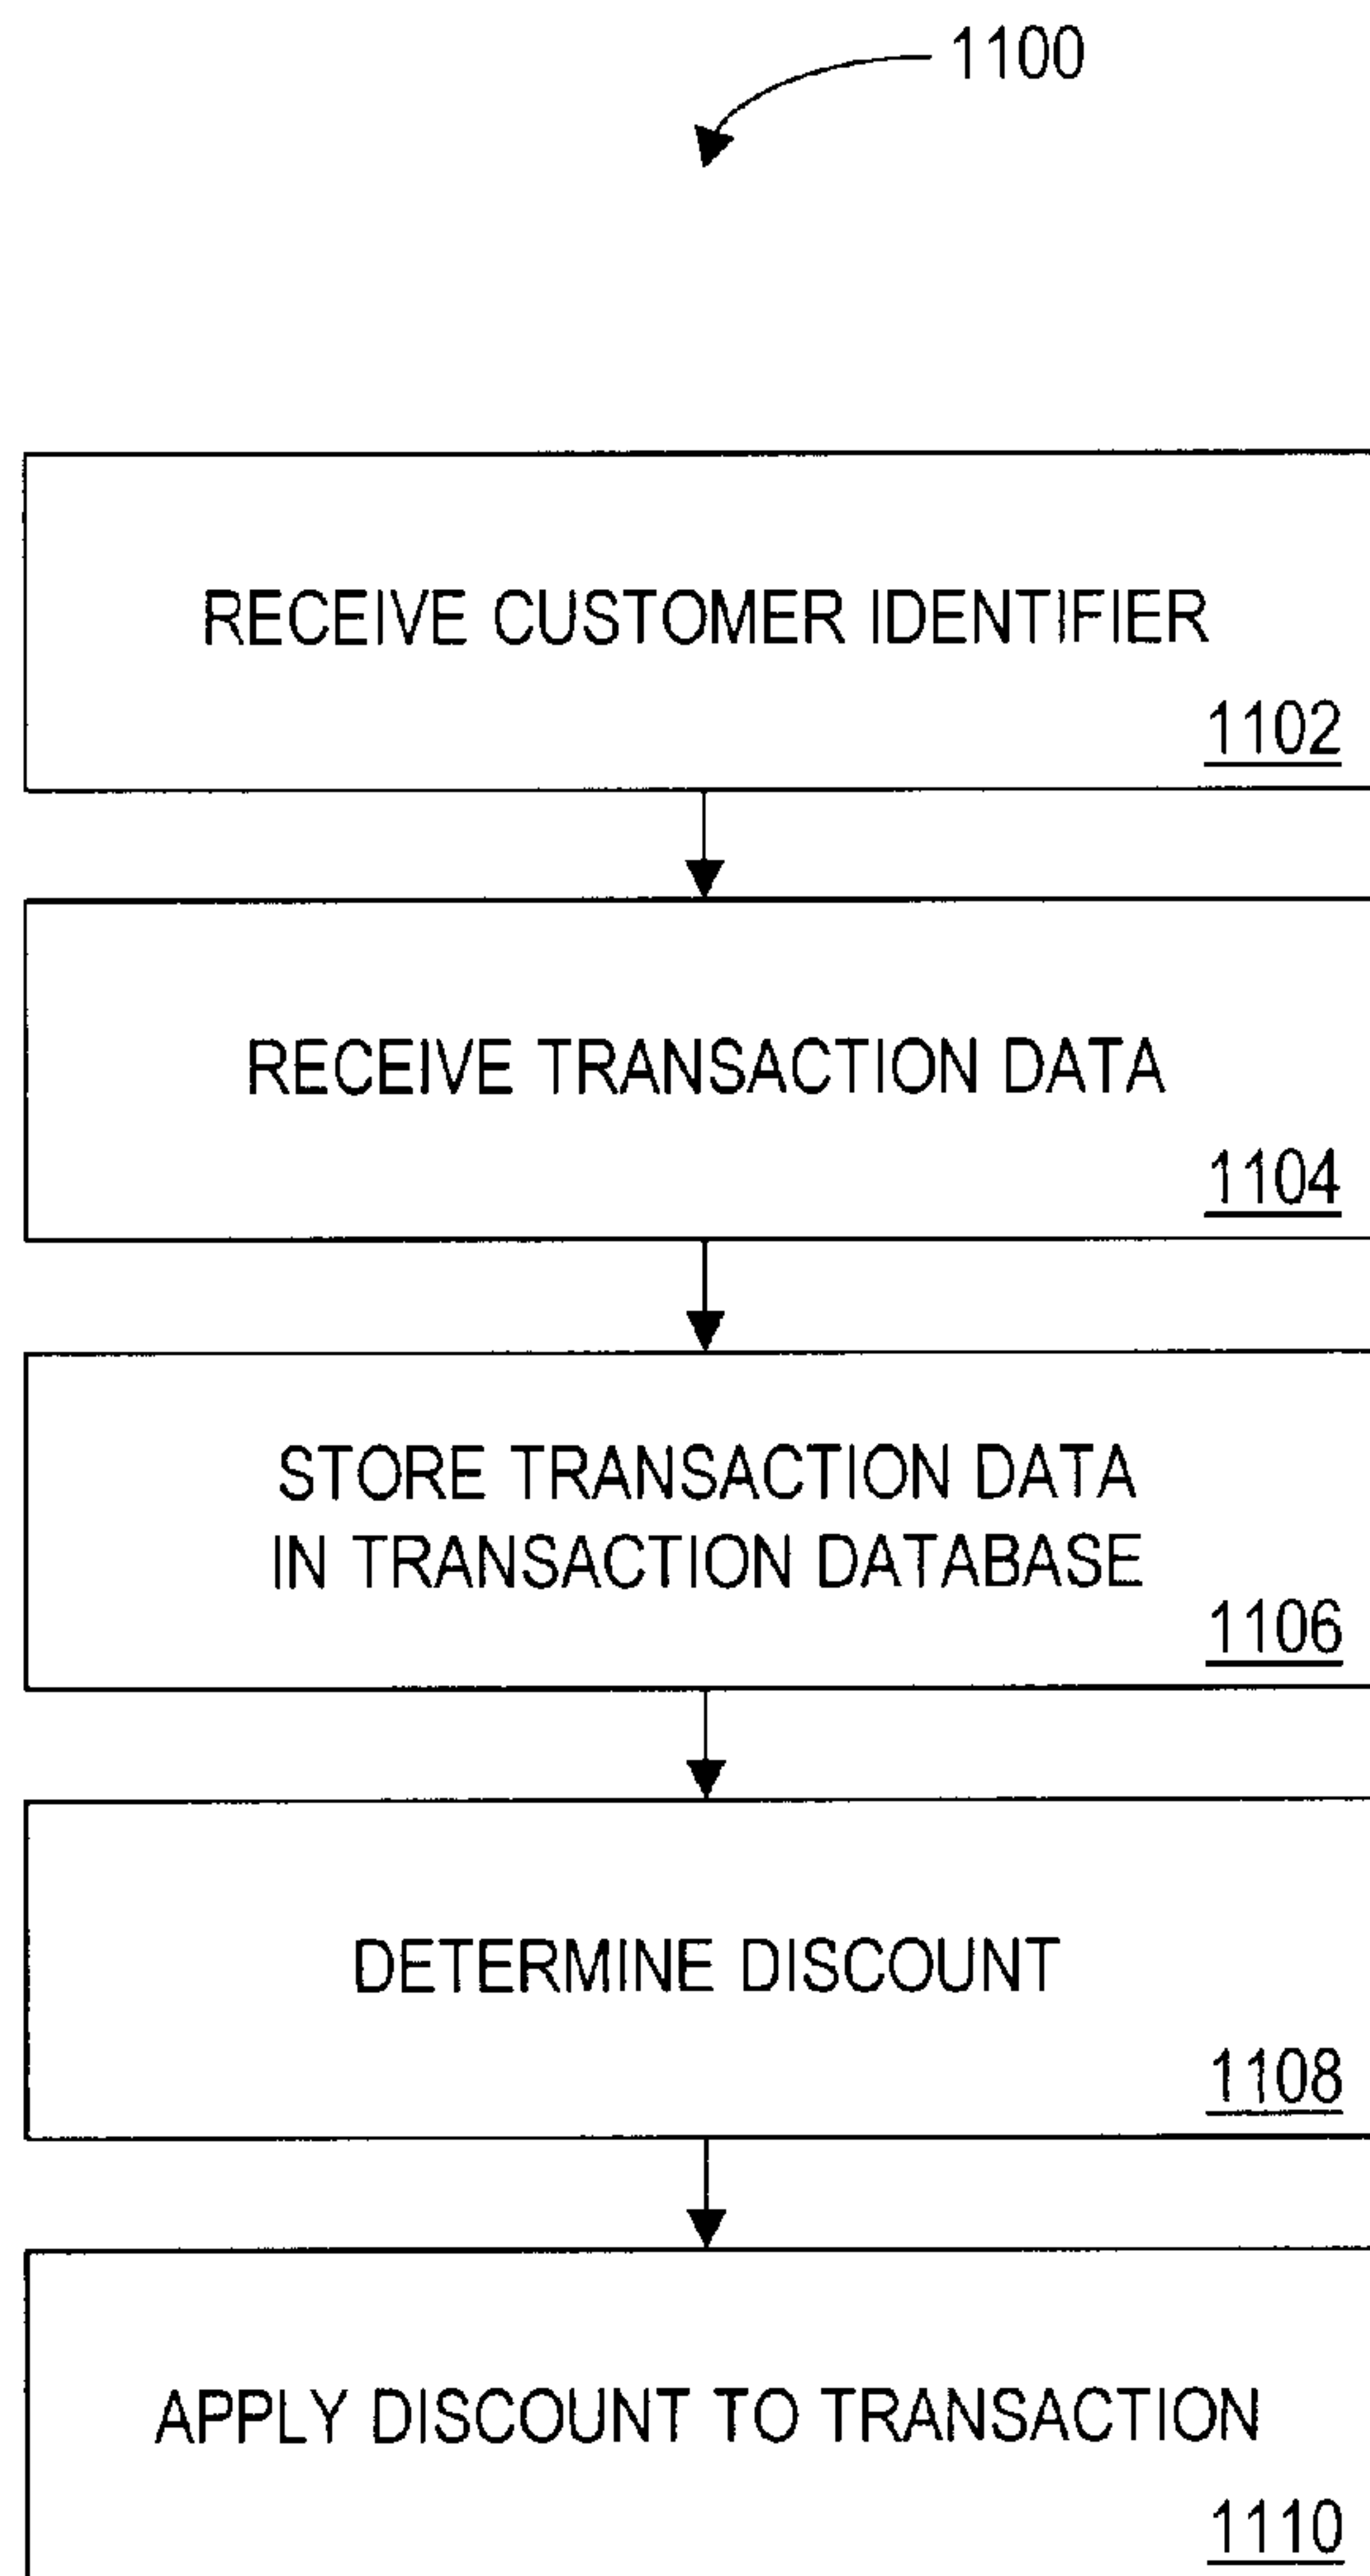 1100
RECEIVE CUSTOMER IDENTIFIER
1102
RECEIVE TRANSACTION DATA
1104
STORE TRANSACTION DATA
IN TRANSACTION DATABASE
1106
DETERMINE DISCOUNT
1108
APPLY DISCOUNT TO TRANSACTION
1110